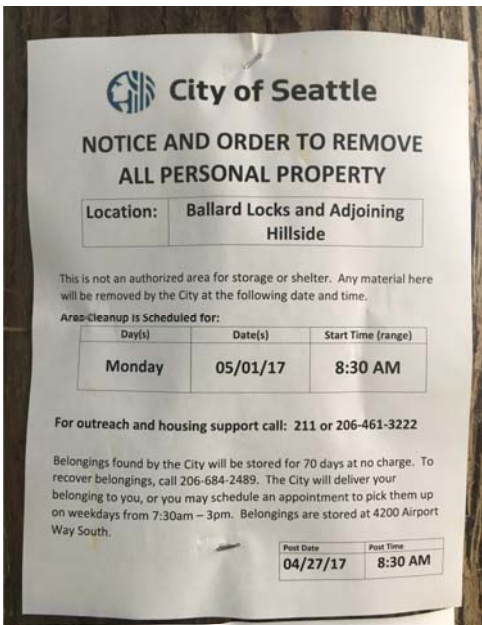 City of Seattle
NOTICE AND ORDER TO REMOVE
ALL PERSONAL PROPERTY
Location: Ballard Locks and Adjoining
Hillside
This is not an authorized area for storage or shelter. Any material here
will be removed by the City at the following date and time.
Area Cleanup is Scheduled for:
Day(s) Date(s) Start Time (range)
Monday 05/01/17 8:30 AM
For outreach and housing support call: 211 or 206-461-3222
Belongings found by the City will be stored for 70 days at no charge. To
recover belongings, call 206-684-2489. The City will deliver your
belonging to you, or you may schedule an appointment to pick them up
on weekdays from 7:30am – 3pm. Belongings are stored at 4200 Airport
Way South.
Post Date Post Time
04/27/17 8:30 AM